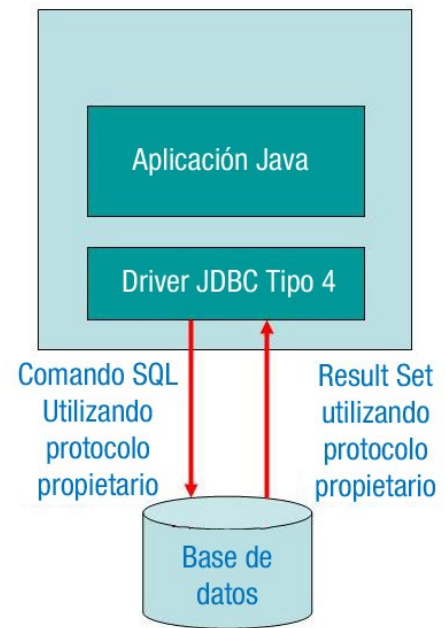 Aplicación Java
Driver JDBC Tipo 4
Comando SQL
Utilizando
protocolo
propietario
Result Set
utilizando
protocolo
propietario
Base de
datos